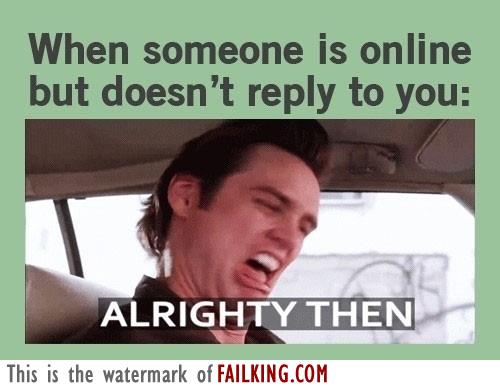 When someone is online
but doesn't reply to you:
ALRIGHTY THEN
This is the watermark of FAILKING.COM